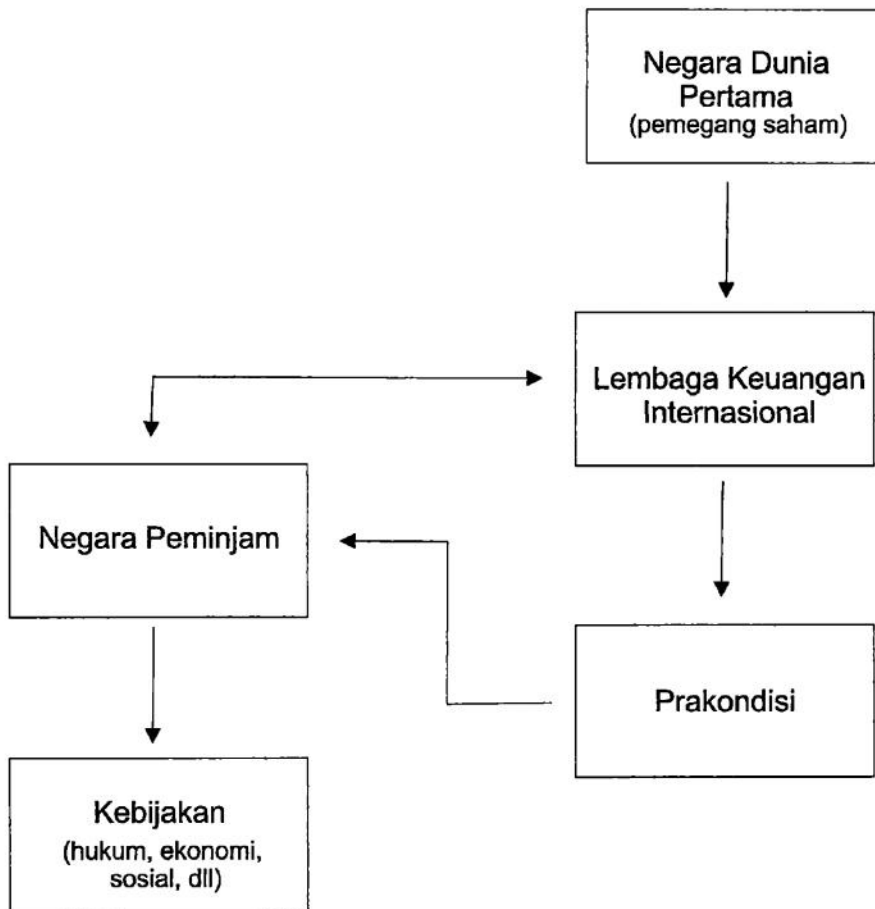 Negara Dunia
Pertama
(pemegang saham)
Lembaga Keuangan
Internasional
Negara Peminjam
Prakondisi
Kebijakan
(hukum, ekonomi,
sosial, dll)